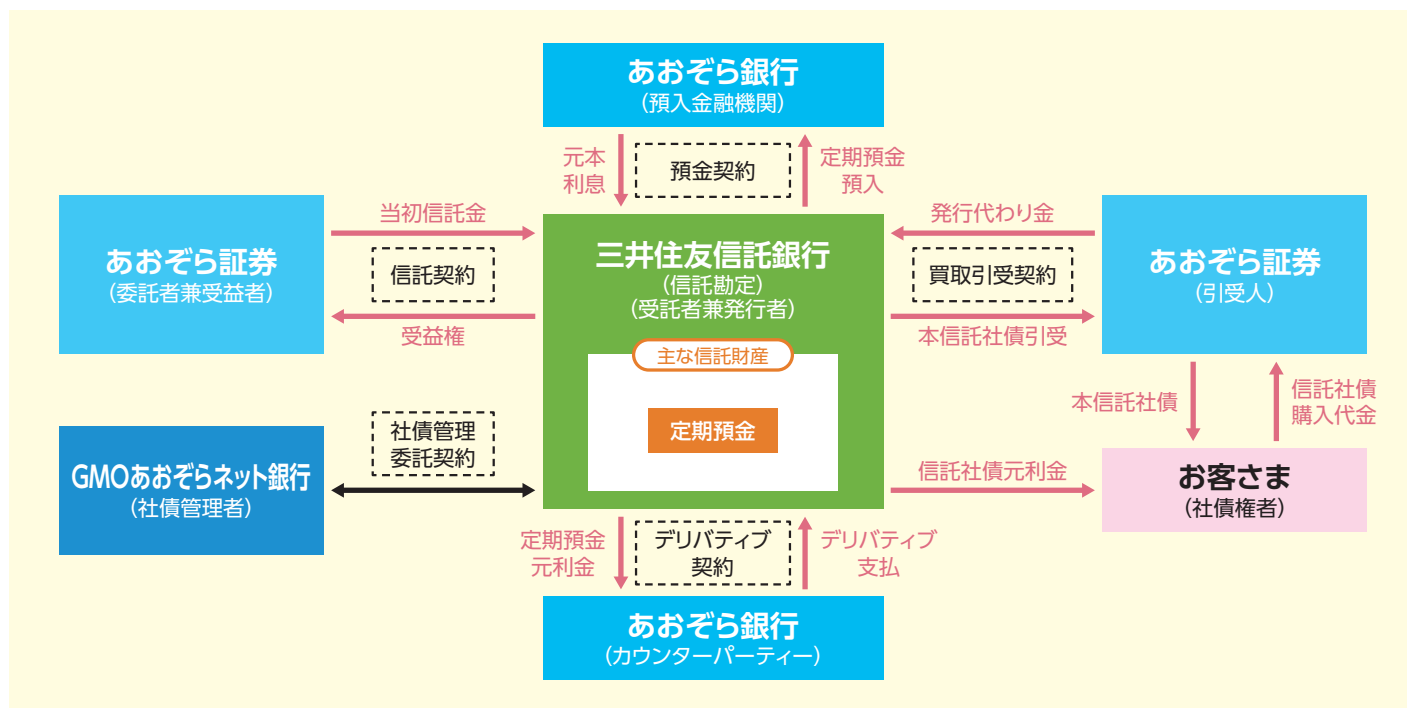 あおぞら銀行
(預入金融機関)
元本
利息
預金契約
定期預金
預入
あおぞら証券
(委託者兼受益者)
当初信託金
信託契約
受益権
三井住友信託銀行
(信託勘定)
(受託者兼発行者)
主な信託財産
定期預金
発行代わり金
買取引受契約
本信託社債引受
あおぞら証券
(引受人)
本信託社債
信託社債
購入代金
GMOあおぞらネット銀行
(社債管理者)
社債管理
委託契約
信託社債元利金
お客さま
(社債権者)
定期預金
元利金
デリバティブ
契約
デリバティブ
支払
あおぞら銀行
(カウンターパーティー)